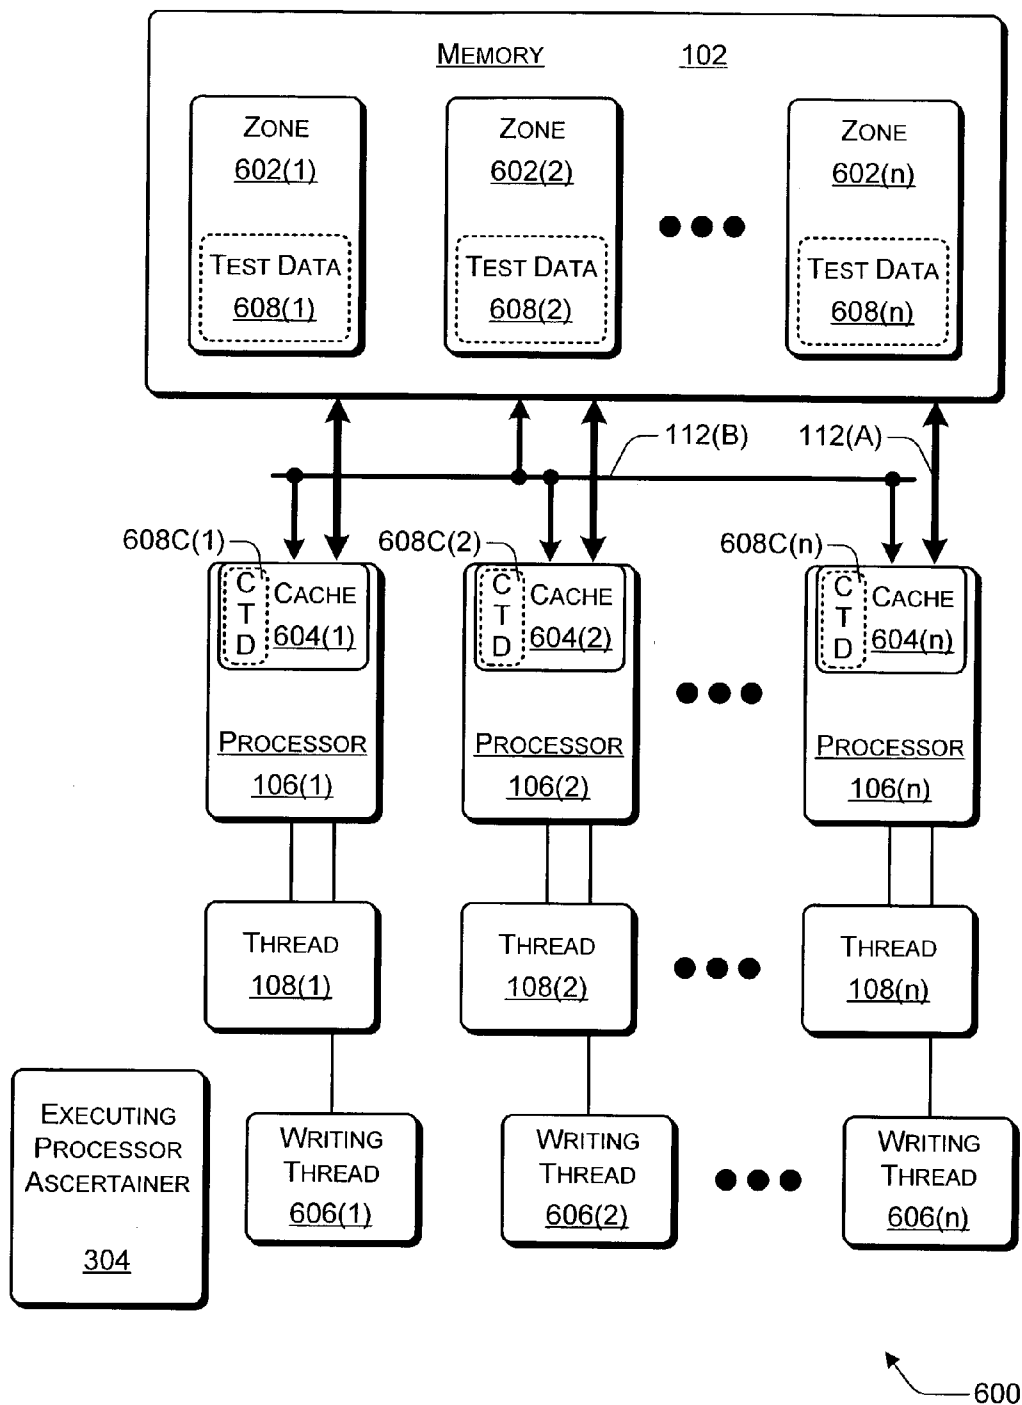 MEMORY 102
ZONE
602(1)
TEST DATA
608(1)
ZONE
602(2)
TEST DATA
608(2)
ZONE
602(n)
TEST DATA
608(n)
112(B)
112(A)
608C(1)
608C(2)
608C(n)
C
T
D
CACHE
604(1)
PROCESSOR
106(1)
C
T
D
CACHE
604(2)
PROCESSOR
106(2)
C
T
D
CACHE
604(n)
PROCESSOR
106(n)
THREAD
108(1)
THREAD
108(2)
THREAD
108(n)
EXECUTING
PROCESSOR
ASCERTAINER
304
WRITING
THREAD
606(1)
WRITING
THREAD
606(2)
WRITING
THREAD
606(n)
600